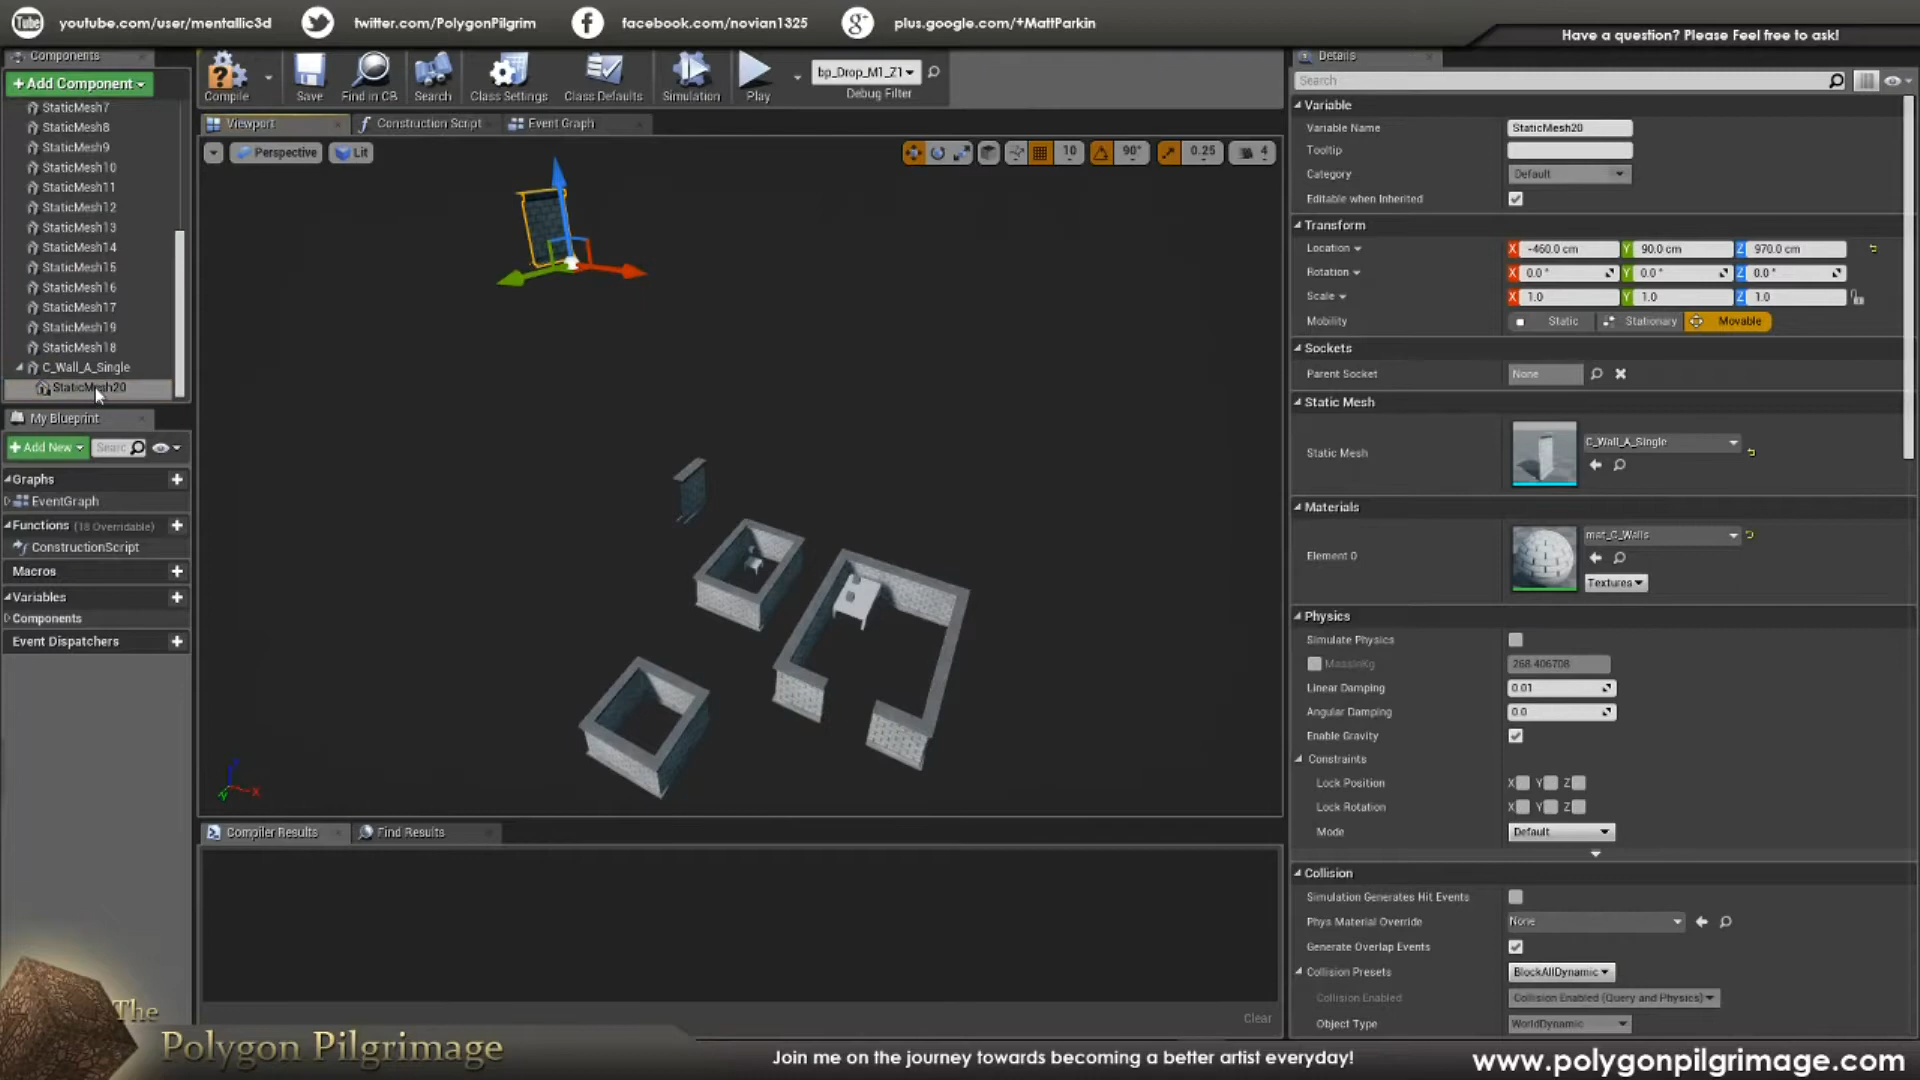 youtube.com/user/mentallic3d
twitter.com/PolygonPilgrim
facebook.com/novian1325
plus.google.com/+MattParkin
Have a question? Please Feel free to ask!
Components
+Add Component
StaticMesh7
StaticMesh8
StaticMesh9
StaticMesh10
StaticMesh11
StaticMesh12
StaticMesh13
StaticMesh14
StaticMesh15
StaticMesh16
StaticMesh17
StaticMesh19
StaticMesh18
C_Wall_A_Single
StaticMesh20
My Blueprint
+Add New
Searc
Graphs
EventGraph
Functions (18 Overridable)
ConstructionScript
Macros
Variables
Components
Event Dispatchers
Compile
Save
Find in CB
Search
Class Settings
Class Defaults
Simulation
Play
bp_Drop_M1_Z1
Debug Filter
Viewport
Construction Script
Event Graph
Perspective
Lit
10
90°
0.25
4
Compiler Results
Find Results
Clear
Details
Search
Variable
Variable Name
StaticMesh20
Tooltip
Category
Default
Editable when Inherited
Transform
Location
X -460.0 cm
Y 90.0 cm
Z 970.0 cm
Rotation
X 0.0 °
Y 0.0 °
Z 0.0 °
Scale
X 1.0
Y 1.0
Z 1.0
Mobility
Static
Stationary
Movable
Sockets
Parent Socket
None
Static Mesh
Static Mesh
C_Wall_A_Single
Materials
Element 0
mat_C_Walls
Textures
Physics
Simulate Physics
MassInKg
268.406708
Linear Damping
0.01
Angular Damping
0.0
Enable Gravity
Constraints
Lock Position
X Y Z
Lock Rotation
X Y Z
Mode
Default
Collision
Simulation Generates Hit Events
Phys Material Override
None
Generate Overlap Events
Collision Presets
BlockAllDynamic
Collision Enabled
Collision Enabled (Query and Physics)
Object Type
WorldDynamic
The
Polygon Pilgrimage
Join me on the journey towards becoming a better artist everyday!
www.polygonpilgrimage.com